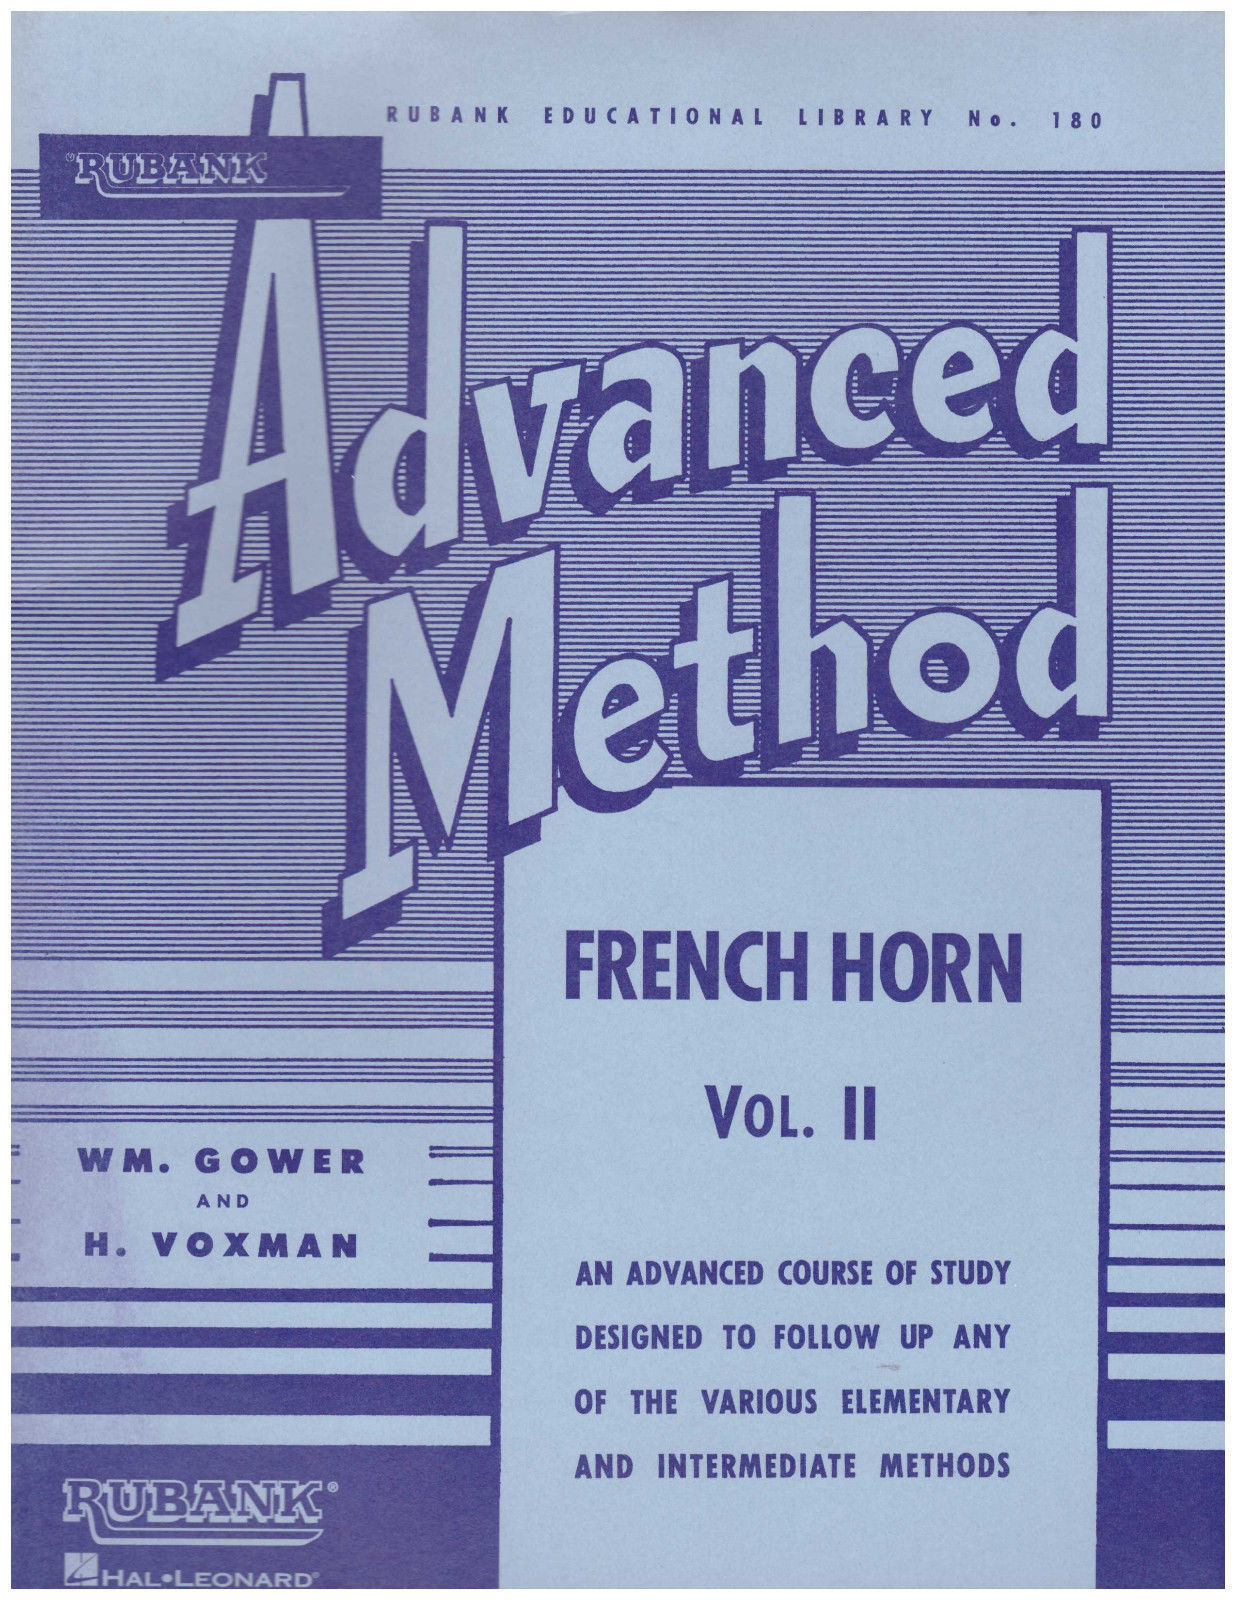 RUBANK EDUCATIONAL LIBRARY No. 180
®RUBANK
Advanced
Method
FRENCH HORN
VOL. II
WM. GOWER
AND
H. VOXMAN
AN ADVANCED COURSE OF STUDY
DESIGNED TO FOLLOW UP ANY
OF THE VARIOUS ELEMENTARY
AND INTERMEDIATE METHODS
RUBANK®
HAL•LEONARD®